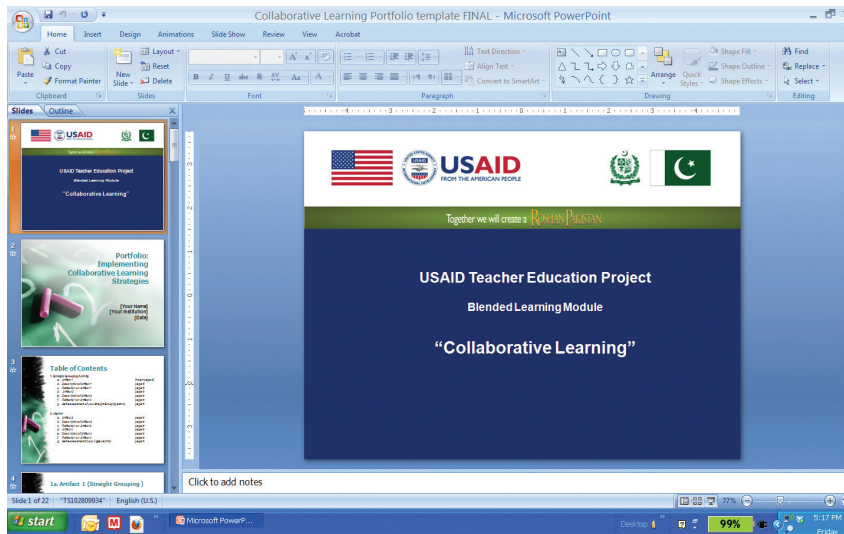 Collaborative Learning Portfolio template FINAL - Microsoft PowerPoint
Home Insert Design Animations Slide Show Review View Acrobat
Paste
Cut
Copy
Format Painter
Clipboard
New
Slide
Layout
Reset
Delete
Slides
Font
Text Direction
Align Text
Convert to SmartArt
Paragraph
Arrange
Quick
Styles
Shape Fill
Shape Outline
Shape Effects
Drawing
Find
Replace
Select
Editing
Slides Outline
1
USAID
USAID Teacher Education Project
Blended Learning Module
"Collaborative Learning"
2
Portfolio:
Implementing
Collaborative Learning
Strategies
[Your Name]
[Your Institution]
[Date]
3
Table of Contents
4
1a. Artifact 1 (Straight Grouping )
USAID
FROM THE AMERICAN PEOPLE
Together we will create a ROSHAN PAKISTAN
USAID Teacher Education Project
Blended Learning Module
“Collaborative Learning”
Click to add notes
Slide 1 of 22 "TS102809934" English (U.S.) 77%
start Microsoft PowerP... Desktop 99% 5:17 PM
Friday